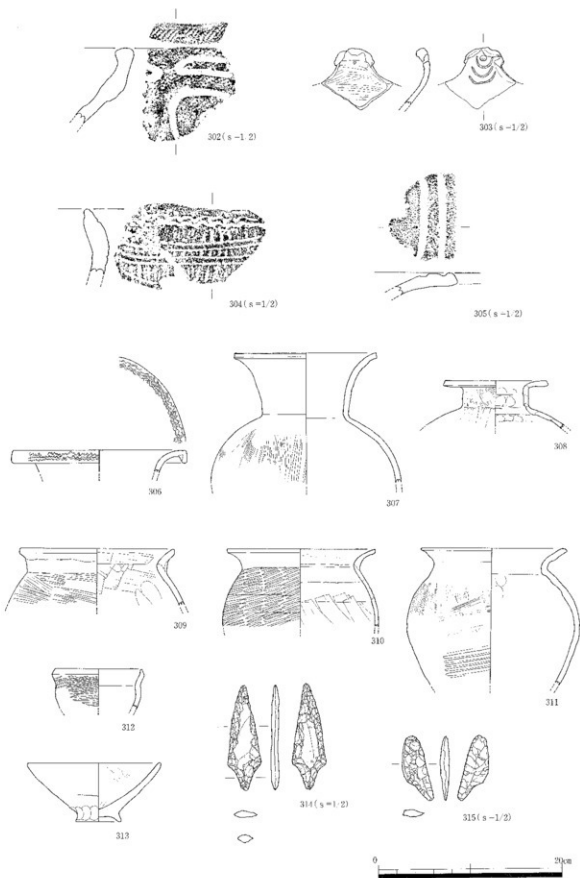 302(s-1.2)
303(s-1/2)
304(s=1/2)
305(s-1/2)
306
307
308
309
310
311
312
313
314(s=1/2)
315(s-1/2)
0 20cm